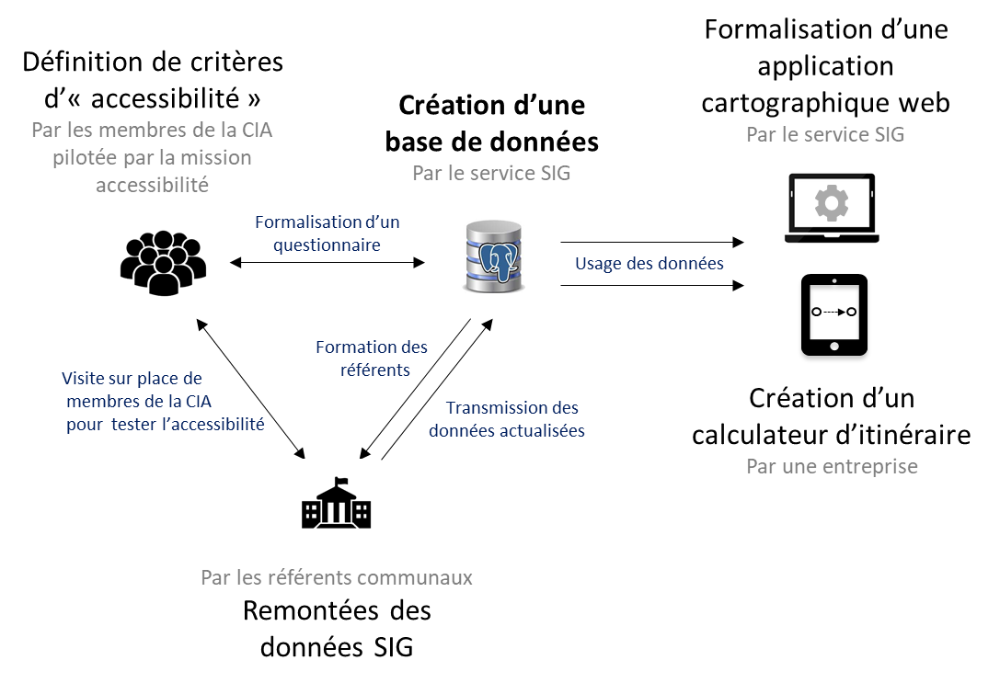 Définition de critères
d'« accessibilité »
Par les membres de la CIA
pilotée par la mission
accessibilité
Création d'une
base de données
Par le service SIG
Formalisation d'une
application
cartographique web
Par le service SIG
Formalisation d'un
questionnaire
Usage des données
Formation des
référents
Visite sur place de
membres de la CIA
pour tester l'accessibilité
Transmission des
données actualisées
Création d'un
calculateur d'itinéraire
Par une entreprise
Par les référents communaux
Remontées des
données SIG